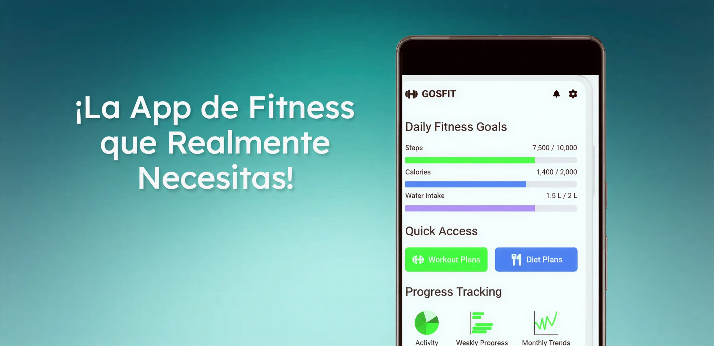 ¡La App de Fitness
que Realmente
Necesitas!
GOSFIT
Daily Fitness Goals
Steps 7,500 / 10,000
Calories 1,400 / 2,000
Water Intake 1.5 L / 2 L
Quick Access
Workout Plans Diet Plans
Progress Tracking
Activity Weekly Progress Monthly Trends